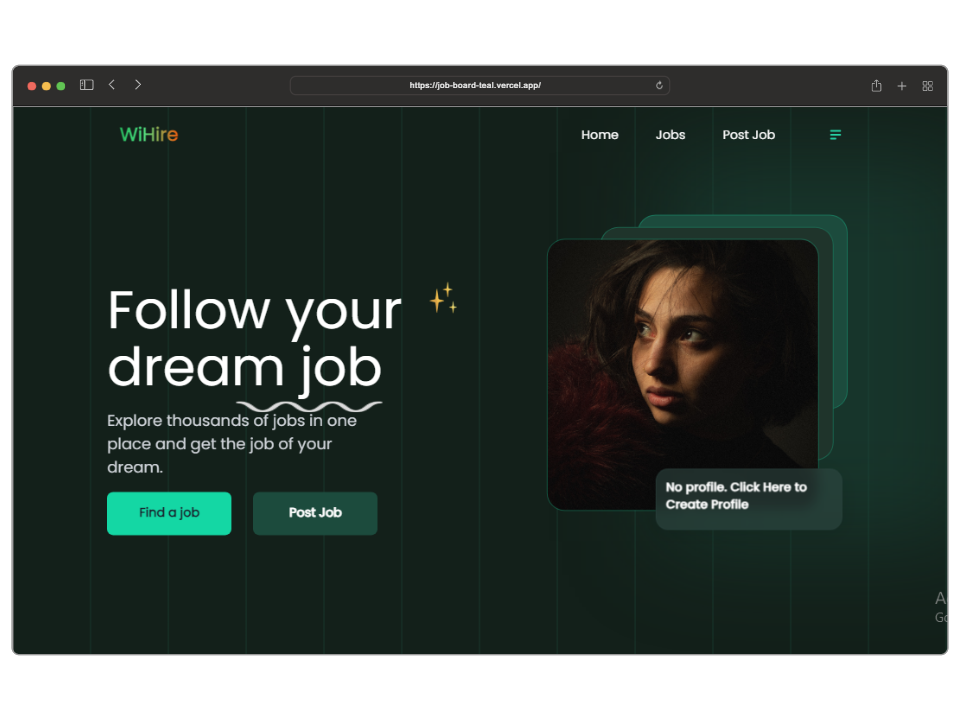 https://job-board-teal.vercel.app/
WiHire
Home Jobs Post Job
Follow your
dream job
Explore thousands of jobs in one
place and get the job of your
dream.
Find a job Post Job
No profile. Click Here to
Create Profile